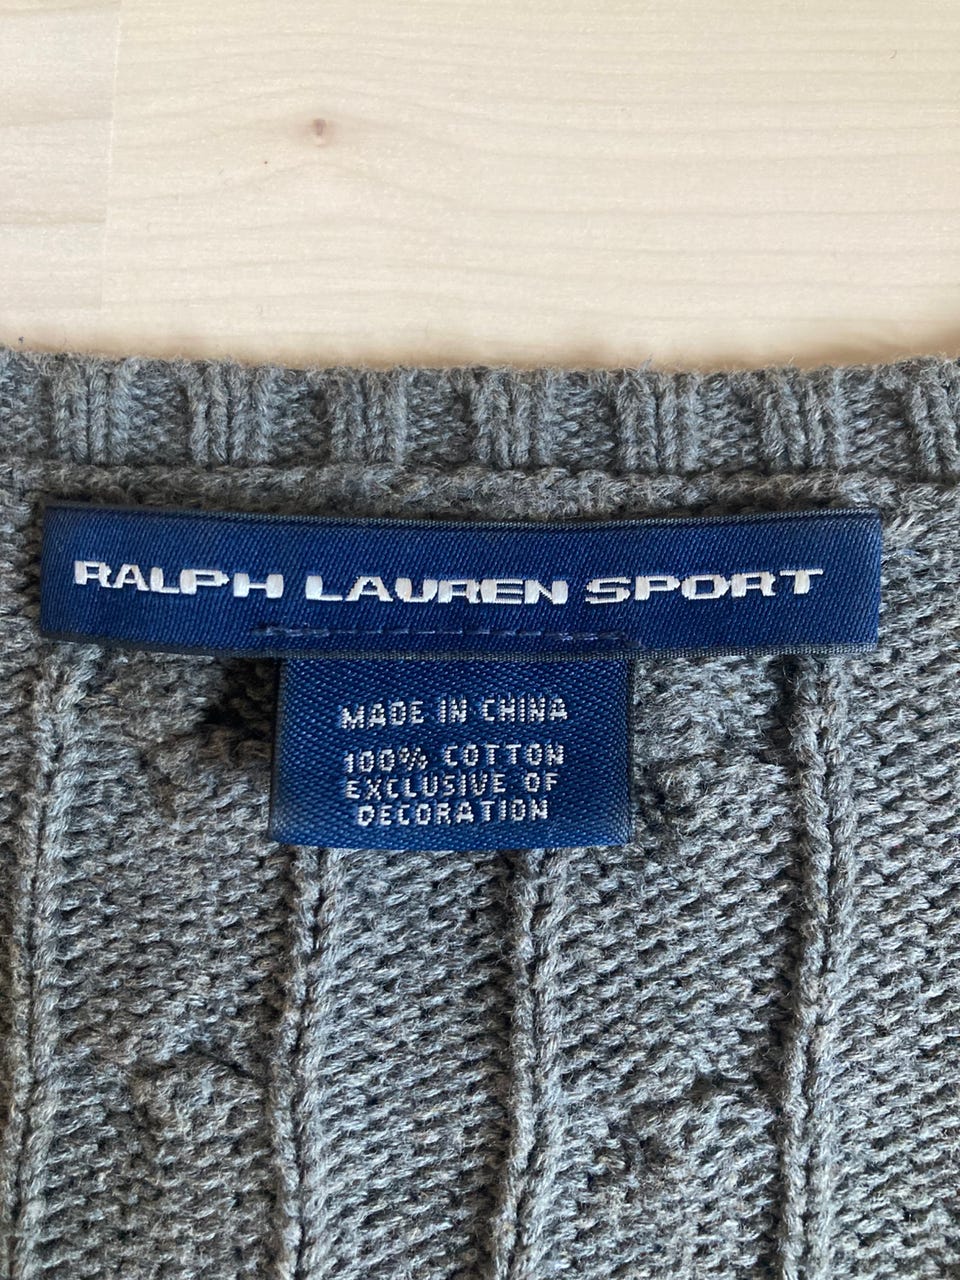 RALPH LAUREN SPORT
MADE IN CHINA
100% COTTON
EXCLUSIVE OF
DECORATION